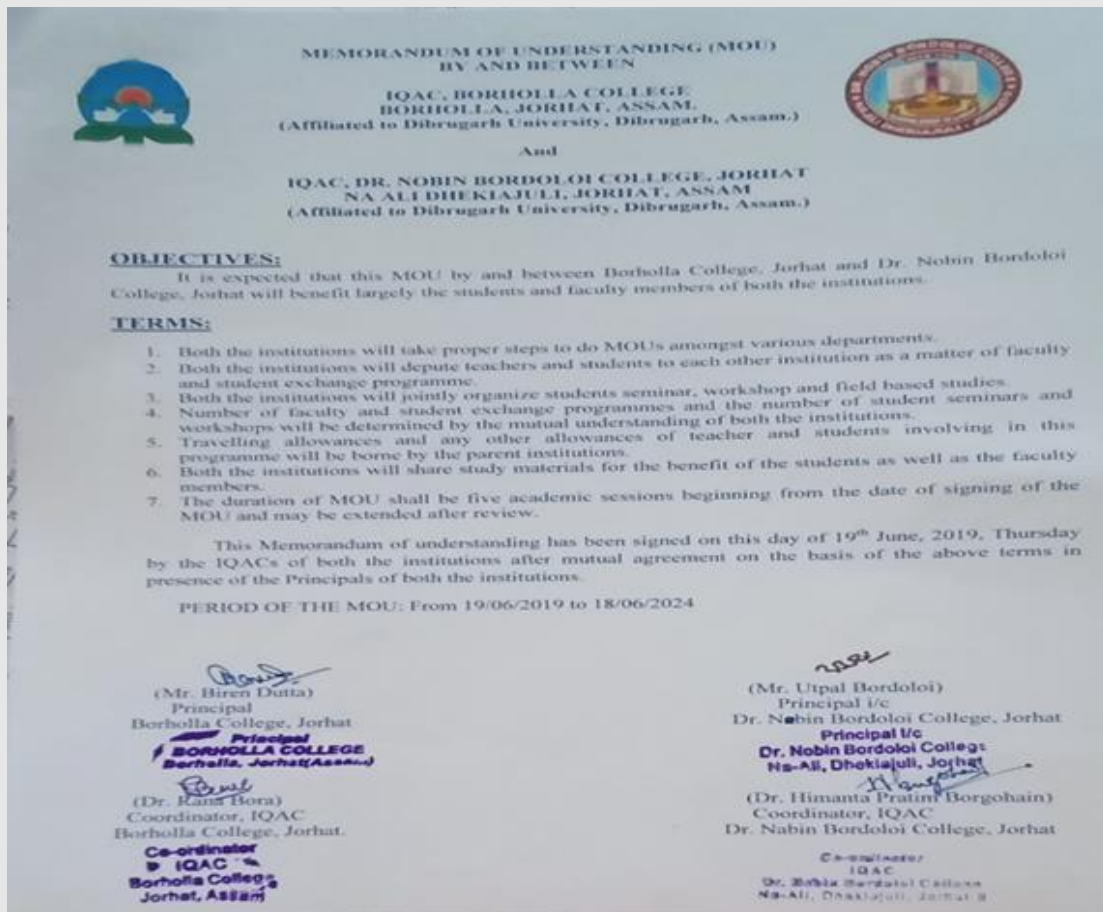 MEMORANDUM OF UNDERSTANDING (MOU)
BY AND BETWEEN
IQAC, BORHOLLA COLLEGE
BORHOLLA, JORHAT, ASSAM.
(Affiliated to Dibrugarh University, Dibrugarh, Assam.)
And
IQAC, DR. NOBIN BORDOLOI COLLEGE, JORHAT
NA ALI DHEKIAJULI, JORHAT, ASSAM
(Affiliated to Dibrugarh University, Dibrugarh, Assam.)
OBJECTIVES:
It is expected that this MOU by and between Borholla College, Jorhat and Dr. Nobin Bordoloi
College, Jorhat will benefit largely the students and faculty members of both the institutions.
TERMS:
1. Both the institutions will take proper steps to do MOUs amongst various departments.
2. Both the institutions will depute teachers and students to each other institution as a matter of faculty
and student exchange programme.
3. Both the institutions will jointly organize students seminar, workshop and field based studies.
4. Number of faculty and student exchange programmes and the number of student seminars and
workshops will be determined by the mutual understanding of both the institutions.
5. Travelling allowances and any other allowances of teacher and students involving in this
programme will be borne by the parent institutions.
6. Both the institutions will share study materials for the benefit of the students as well as the faculty
members.
7. The duration of MOU shall be five academic sessions beginning from the date of signing of the
MOU and may be extended after review.
This Memorandum of understanding has been signed on this day of 19th June, 2019, Thursday
by the IQACs of both the institutions after mutual agreement on the basis of the above terms in
presence of the Principals of both the institutions.
PERIOD OF THE MOU: From 19/06/2019 to 18/06/2024
(Mr. Biren Dutta)
Principal
Borholla College, Jorhat
Principal
BORHOLLA COLLEGE
Borholla, Jorhat(Assam)
(Dr. Rana Bora)
Coordinator, IQAC
Borholla College, Jorhat.
Co-ordinator
IQAC
Borholla College
Jorhat, Assam
(Mr. Utpal Bordoloi)
Principal i/c
Dr. Nobin Bordoloi College, Jorhat
Principal I/c
Dr. Nobin Bordoloi College
Na-Ali, Dhekiajuli, Jorhat
(Dr. Himanta Pratim Borgohain)
Coordinator, IQAC
Dr. Nabin Bordoloi College, Jorhat
Co-ordinator
IQAC
Dr. Nobin Bordoloi College
Na-Ali, Dhekiajuli, Jorhat